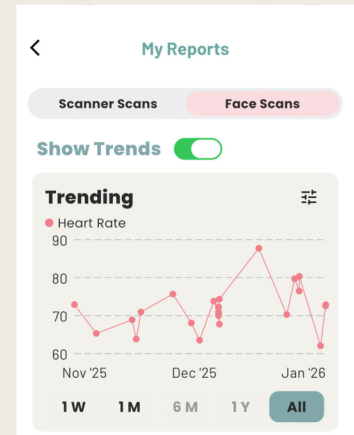 My Reports
Scanner Scans Face Scans
Show Trends
Trending
Heart Rate
90
80
70
60
Nov '25 Dec '25 Jan '26
1 W 1 M 6 M 1 Y All